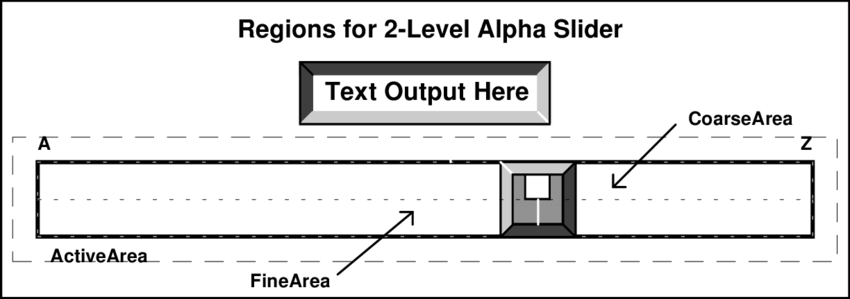 Regions for 2-Level Alpha Slider
Text Output Here
CoarseArea
A
Z
ActiveArea
FineArea